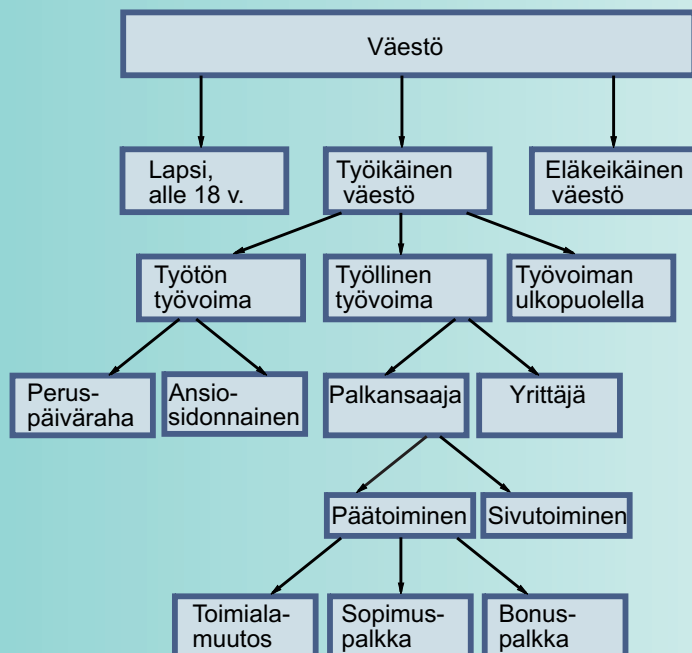 Väestö
Lapsi,
alle 18 v.
Työikäinen
väestö
Eläkeikäinen
väestö
Työtön
työvoima
Työllinen
työvoima
Työvoiman
ulkopuolella
Perus-
päiväraha
Ansio-
sidonnainen
Palkansaaja
Yrittäjä
Päätoiminen
Sivutoiminen
Toimiala-
muutos
Sopimus-
palkka
Bonus-
palkka